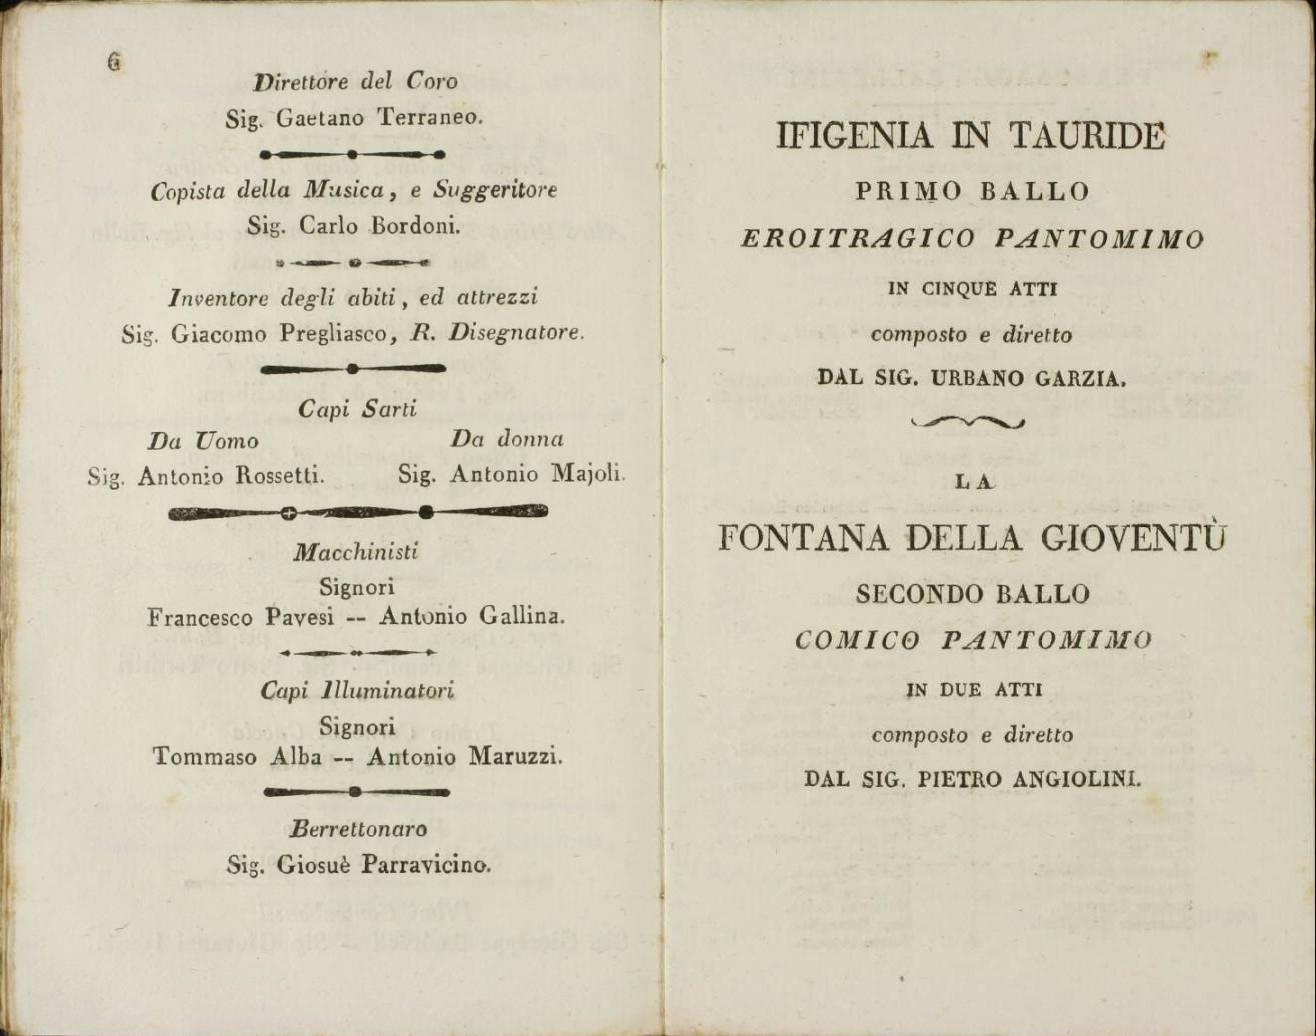 6
Direttore del Coro
Sig. Gaetano Terraneo.
Copista della Musica, e Suggeritore
Sig. Carlo Bordoni.
Inventore degli abiti, ed attrezzi
Sig. Giacomo Pregliasco, R. Disegnatore.
Capi Sarti
Da Uomo Da donna
Sig. Antonio Rossetti. Sig. Antonio Majoli.
Macchinisti
Signori
Francesco Pavesi -- Antonio Gallina.
Capi Illuminatori
Signori
Tommaso Alba -- Antonio Maruzzi.
Berrettonaro
Sig. Giosuè Parravicino.
IFIGENIA IN TAURIDE
PRIMO BALLO
EROITRAGICO PANTOMIMO
IN CINQUE ATTI
composto e diretto
DAL SIG. URBANO GARZIA.
LA
FONTANA DELLA GIOVENTÙ
SECONDO BALLO
COMICO PANTOMIMO
IN DUE ATTI
composto e diretto
DAL SIG. PIETRO ANGIOLINI.